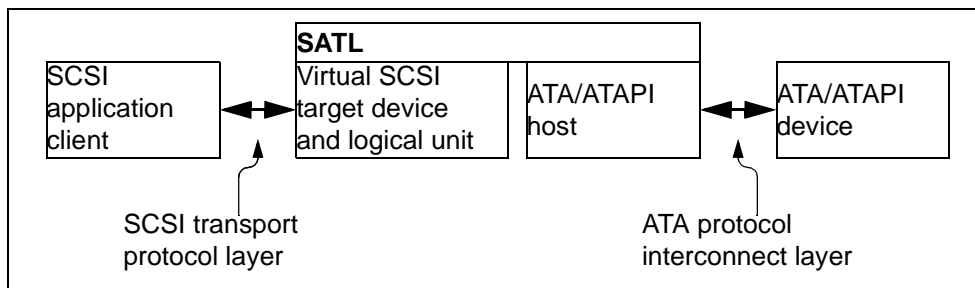 SATL
SCSI
application
client
Virtual SCSI
target device
and logical unit
ATA/ATAPI
host
ATA/ATAPI
device
SCSI transport
protocol layer
ATA protocol
interconnect layer